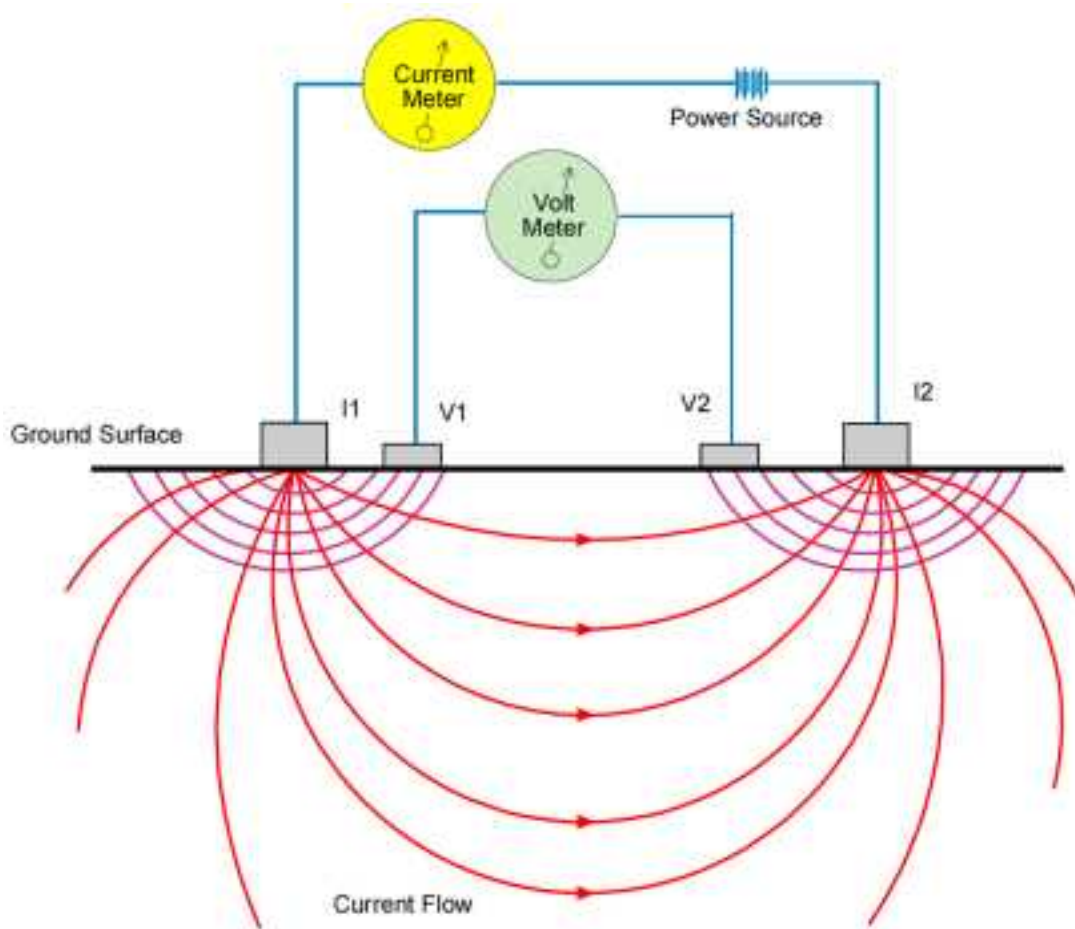 Current
Meter
Power Source
Volt
Meter
I1
V1
V2
I2
Ground Surface
Current Flow